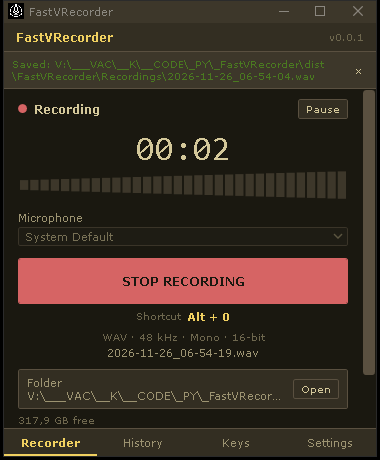 FastVRecorder
FastVRecorder
v0.0.1
Saved: V:\___VAC\__K\__CODE\_PY\_FastVRecorder\dist
\FastVRecorder\Recordings\2026-11-26_06-54-04.wav
×
Recording
Pause
00:02
Microphone
System Default
STOP RECORDING
Shortcut Alt + 0
WAV · 48 kHz · Mono · 16-bit
2026-11-26_06-54-19.wav
Folder
V:\___VAC\__K\__CODE\_PY\_FastVRecor...
Open
317,9 GB free
Recorder
History
Keys
Settings